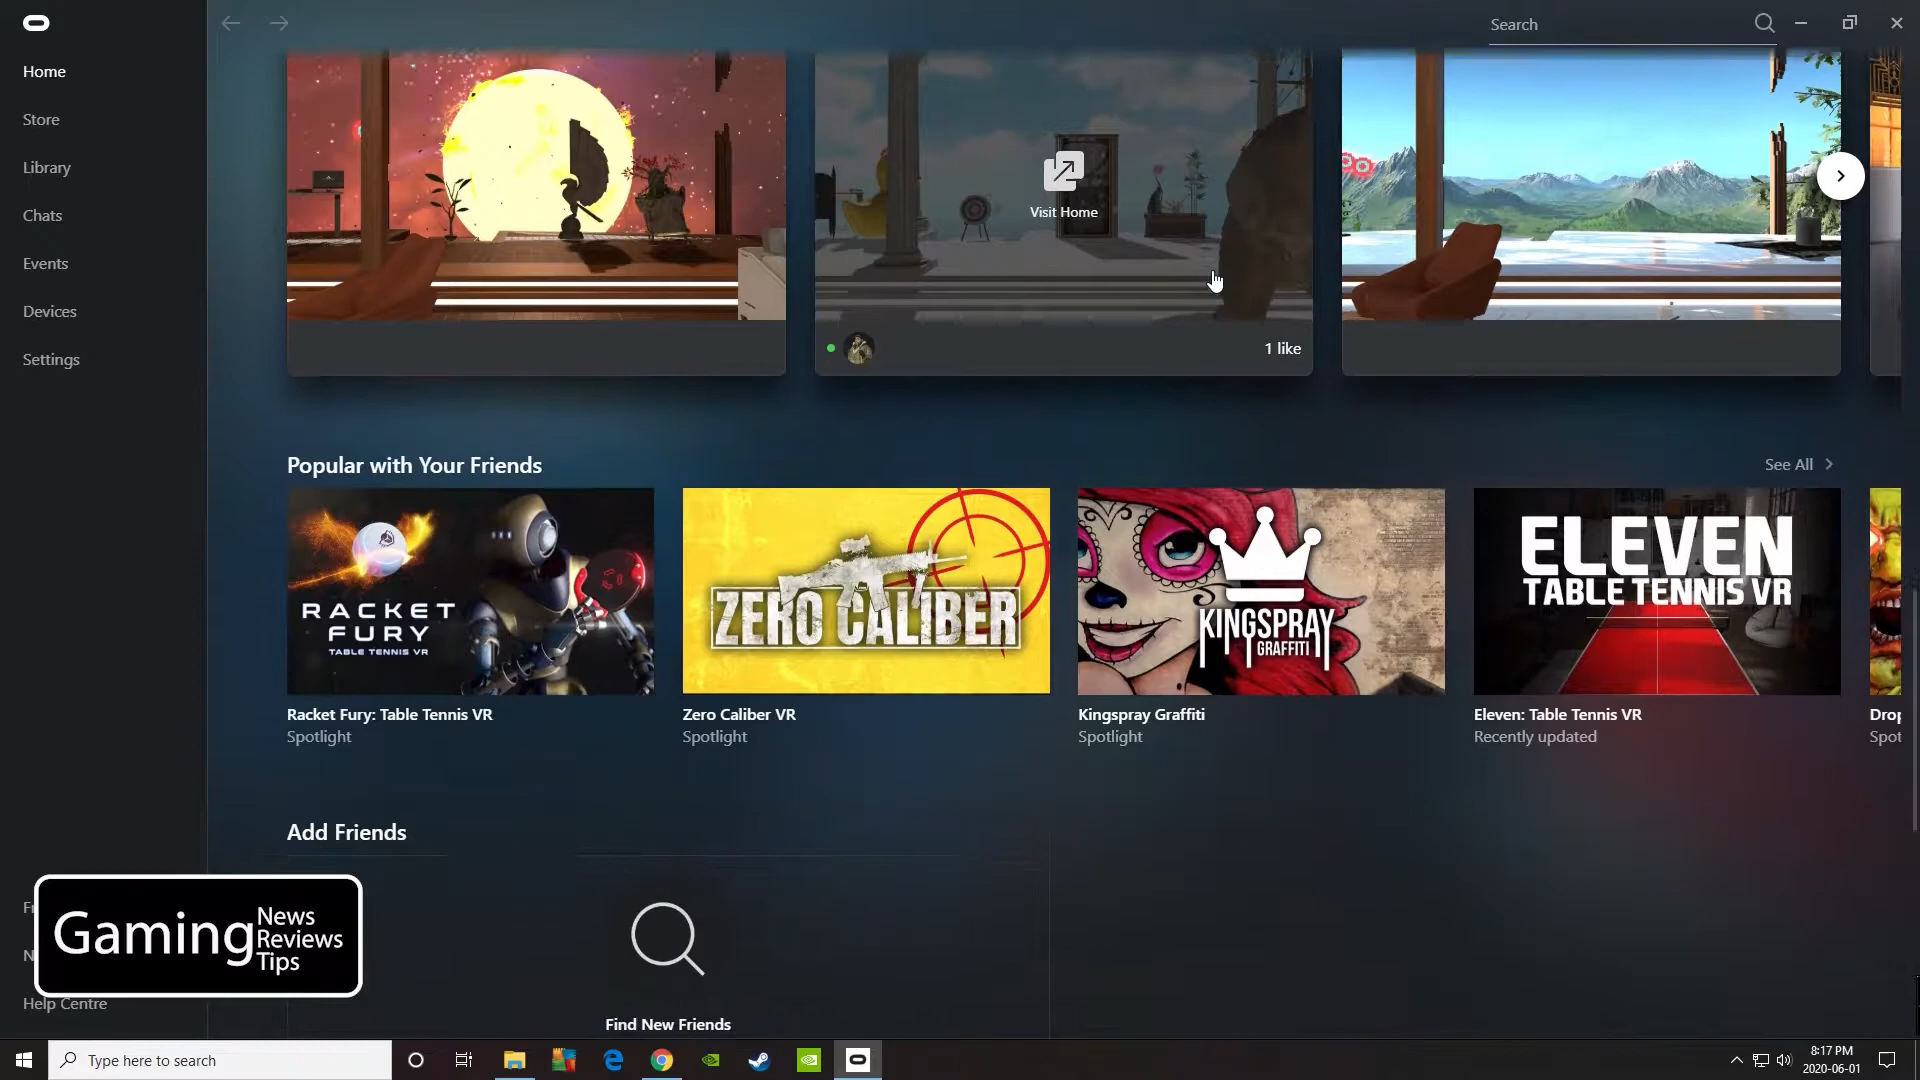 Search
Home
Store
Library
Chats
Events
Devices
Settings
Visit Home
1 like
Popular with Your Friends
See All
RACKET
FURY
TABLE TENNIS VR
ZERO CALIBER
KINGSPRAY
GRAFFITI
ELEVEN
TABLE TENNIS VR
Racket Fury: Table Tennis VR
Spotlight
Zero Caliber VR
Spotlight
Kingspray Graffiti
Spotlight
Eleven: Table Tennis VR
Recently updated
Add Friends
Gaming
News
Reviews
Tips
Help Centre
Find New Friends
Type here to search
8:17 PM
2020-06-01